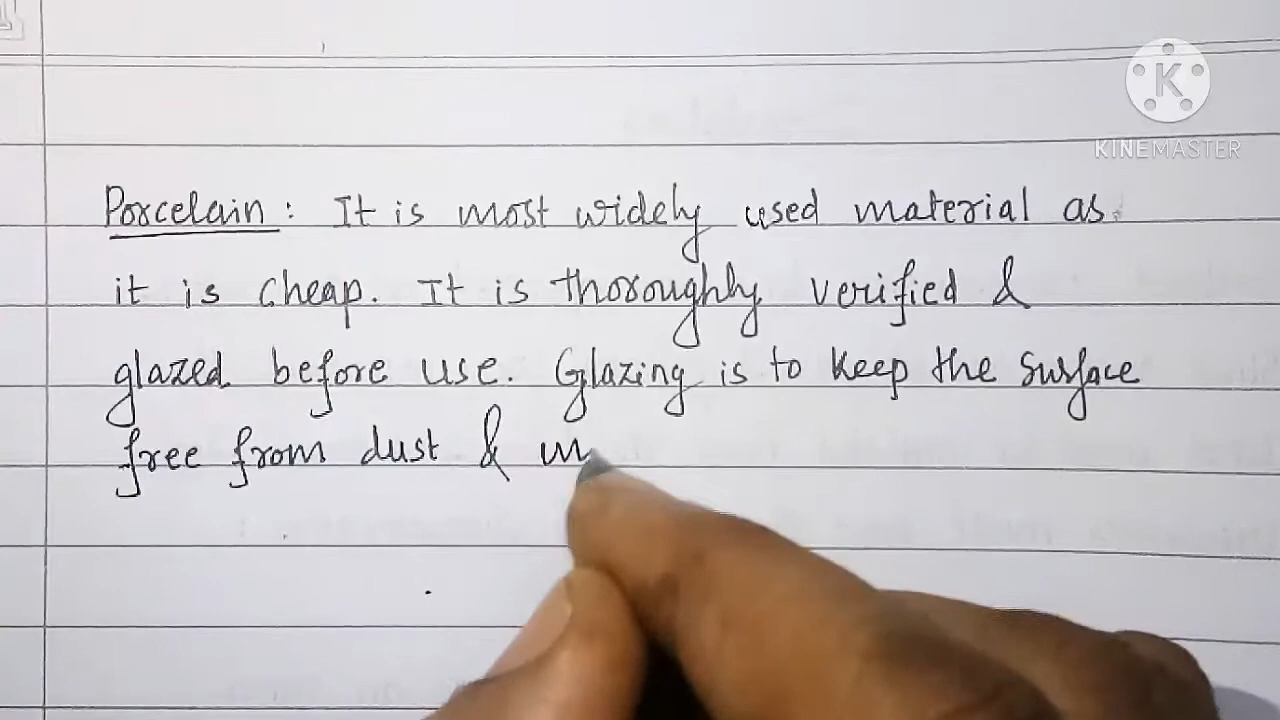 KINEMASTER
Porcelain: It is most widely used material as
it is cheap. It is thoroughly verified &
glazed before use. Glazing is to keep the surface
free from dust & m